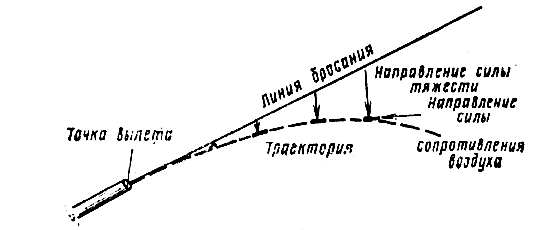 Линия бросания
Направление силы
тяжести
Направление
силы
сопротивления
воздуха
Точка вылета
Траектория